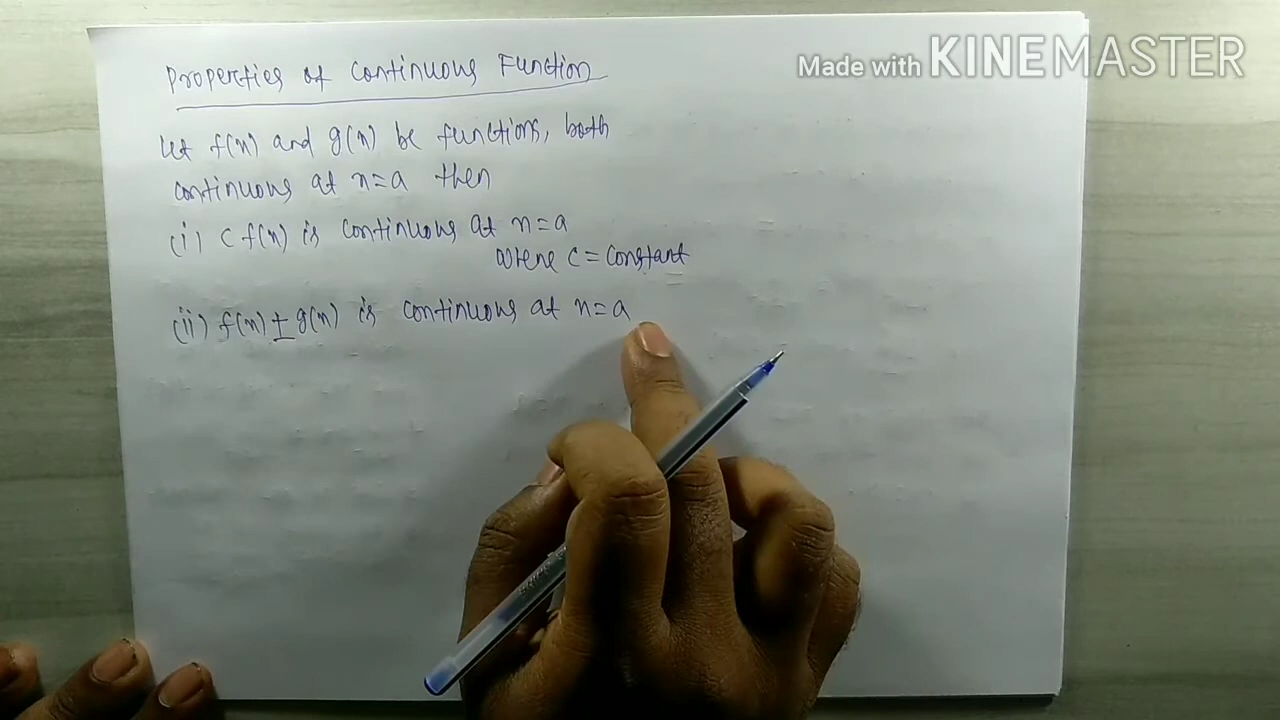 Made with KINEMASTER
Properties of Continuous Function
Let f(x) and g(x) be functions, both
continuous at x=a then
(i) c f(x) is continuous at x=a
where c = constant
(ii) f(x) ± g(x) is continuous at x=a